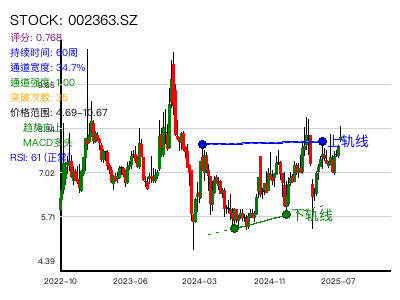 STOCK: 002363.SZ
评分: 0.768
持续时间: 60周
通道宽度: 34.7%
通道强度: 1.00
9.66
突破次数: 36
价格范围: 4.69-10.67
趋势向上
MACD多头
上轨线
RSI: 61 (正常)
7.02
下轨线
5.71
4.39
2022-10 2023-06 2024-03 2024-11 2025-07